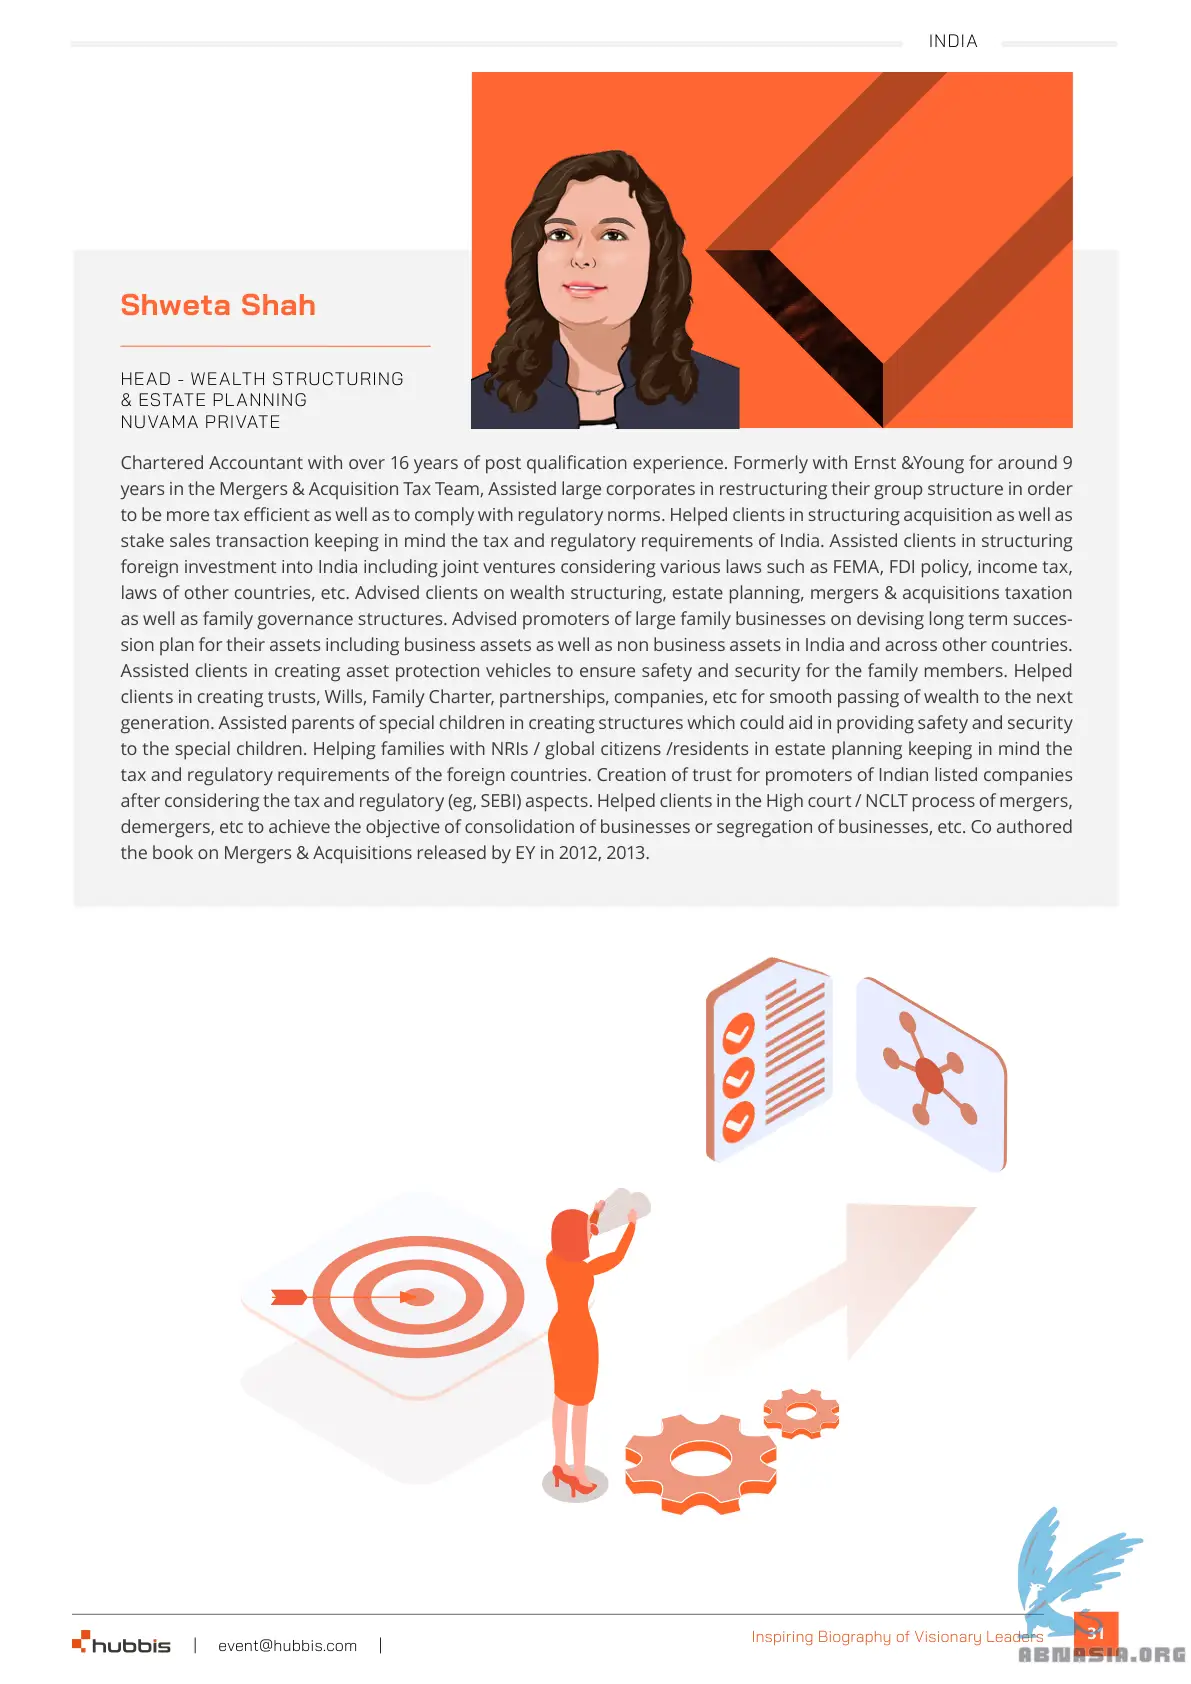 INDIA
Shweta Shah
HEAD - WEALTH STRUCTURING
& ESTATE PLANNING
NUVAMA PRIVATE
Chartered Accountant with over 16 years of post qualification experience. Formerly with Ernst &Young for around 9
years in the Mergers & Acquisition Tax Team, Assisted large corporates in restructuring their group structure in order
to be more tax efficient as well as to comply with regulatory norms. Helped clients in structuring acquisition as well as
stake sales transaction keeping in mind the tax and regulatory requirements of India. Assisted clients in structuring
foreign investment into India including joint ventures considering various laws such as FEMA, FDI policy, income tax,
laws of other countries, etc. Advised clients on wealth structuring, estate planning, mergers & acquisitions taxation
as well as family governance structures. Advised promoters of large family businesses on devising long term succes-
sion plan for their assets including business assets as well as non business assets in India and across other countries.
Assisted clients in creating asset protection vehicles to ensure safety and security for the family members. Helped
clients in creating trusts, Wills, Family Charter, partnerships, companies, etc for smooth passing of wealth to the next
generation. Assisted parents of special children in creating structures which could aid in providing safety and security
to the special children. Helping families with NRIs / global citizens /residents in estate planning keeping in mind the
tax and regulatory requirements of the foreign countries. Creation of trust for promoters of Indian listed companies
after considering the tax and regulatory (eg, SEBI) aspects. Helped clients in the High court / NCLT process of mergers,
demergers, etc to achieve the objective of consolidation of businesses or segregation of businesses, etc. Co authored
the book on Mergers & Acquisitions released by EY in 2012, 2013.
hubbis | event@hubbis.com |
Inspiring Biography of Visionary Leaders 31
ABNASIA.ORG